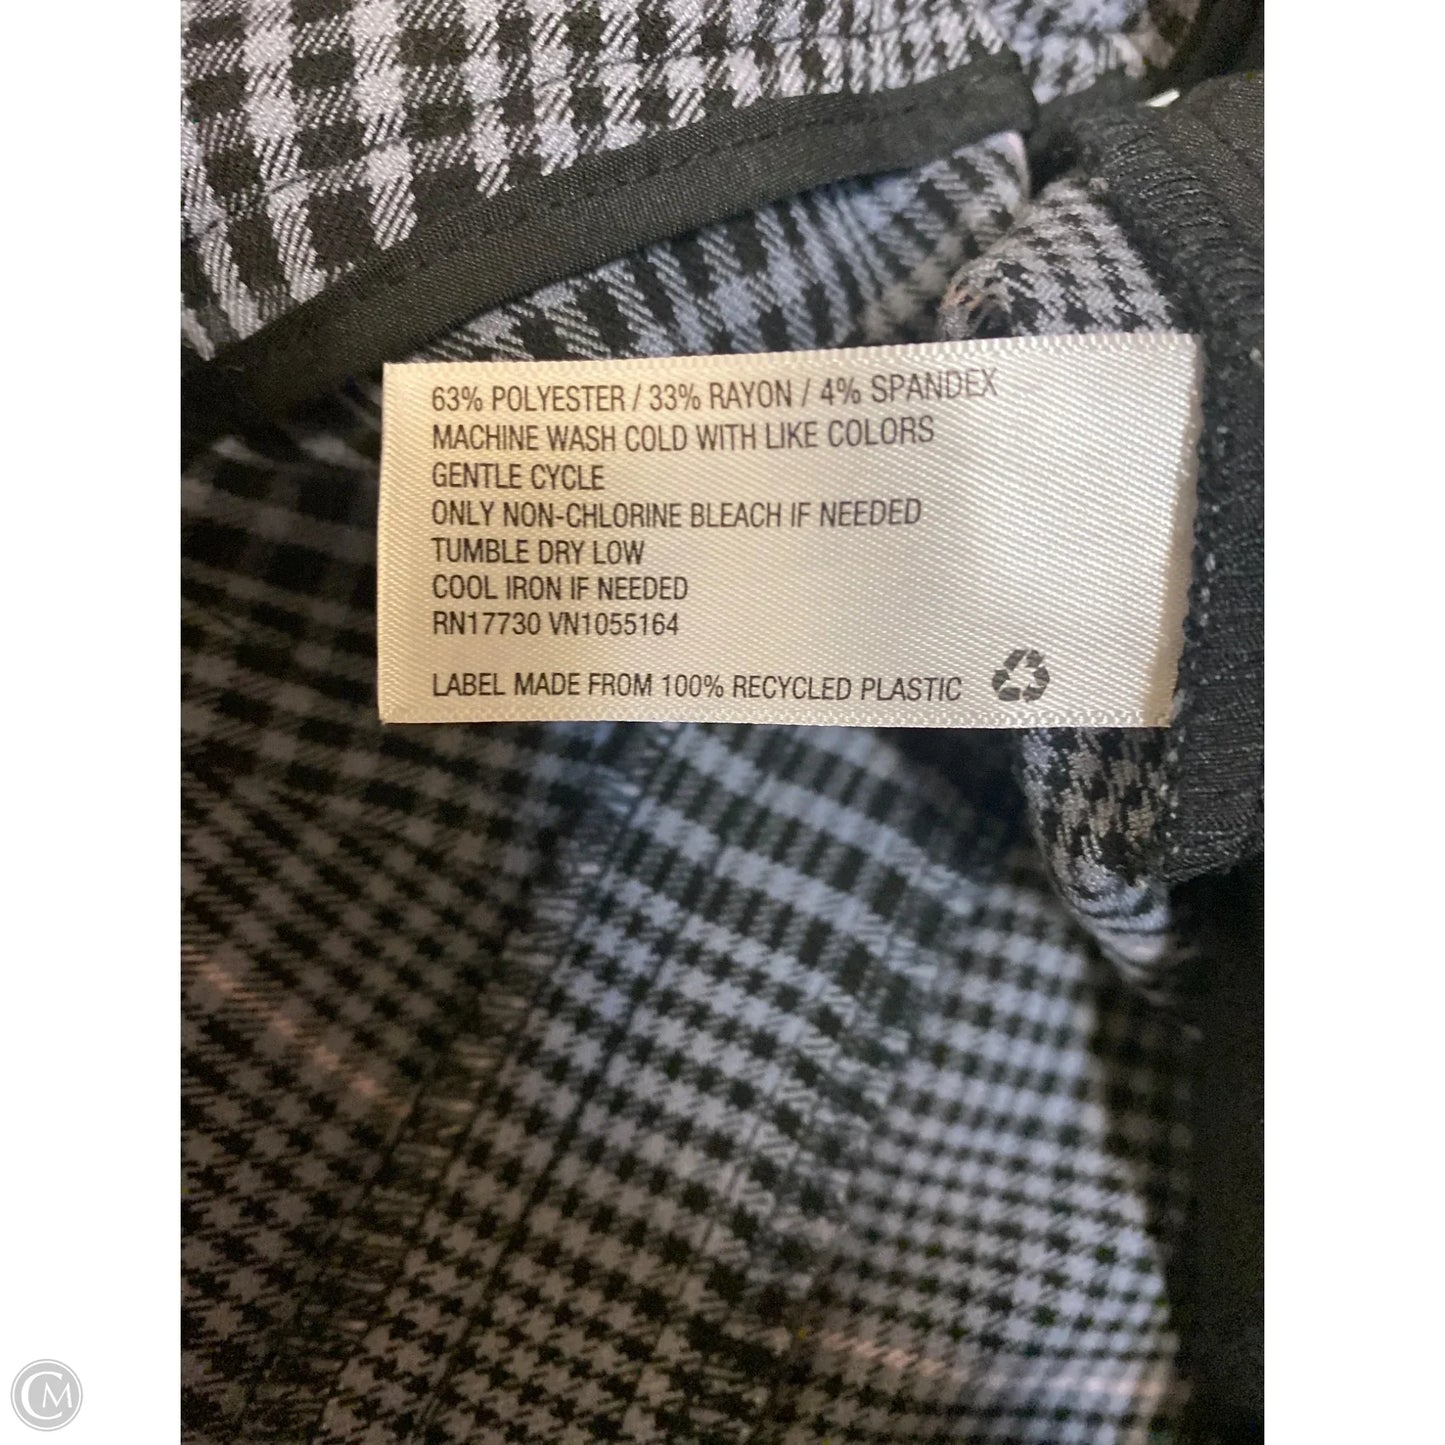 63% POLYESTER / 33% RAYON / 4% SPANDEX
MACHINE WASH COLD WITH LIKE COLORS
GENTLE CYCLE
ONLY NON-CHLORINE BLEACH IF NEEDED
TUMBLE DRY LOW
COOL IRON IF NEEDED
RN17730 VN1055164
LABEL MADE FROM 100% RECYCLED PLASTIC
CM